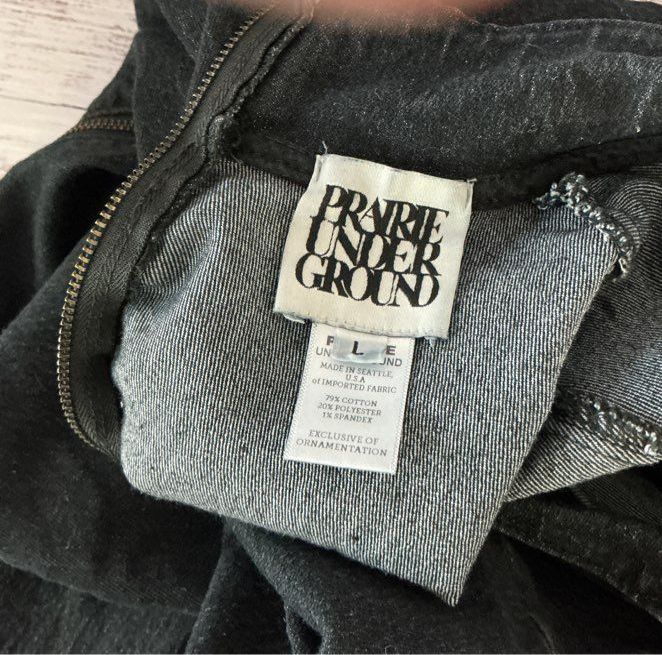 PRAIRIE
UNDER
GROUND
L
MADE IN SEATTLE,
U.S.A
of IMPORTED FABRIC
79% COTTON
20% POLYESTER
1% SPANDEX
EXCLUSIVE OF
ORNAMENTATION